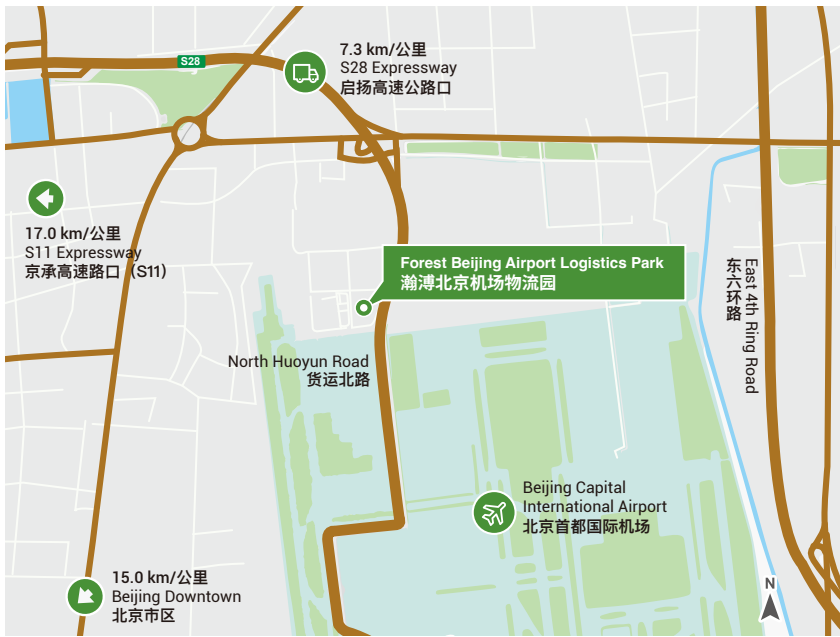 S28
7.3 km/公里
S28 Expressway
启扬高速公路口
17.0 km/公里
S11 Expressway
京承高速路口（S11）
Forest Beijing Airport Logistics Park
瀚溥北京机场物流园
East 4th Ring Road
东六环路
North Huoyun Road
货运北路
Beijing Capital
International Airport
北京首都国际机场
15.0 km/公里
Beijing Downtown
北京市区
N